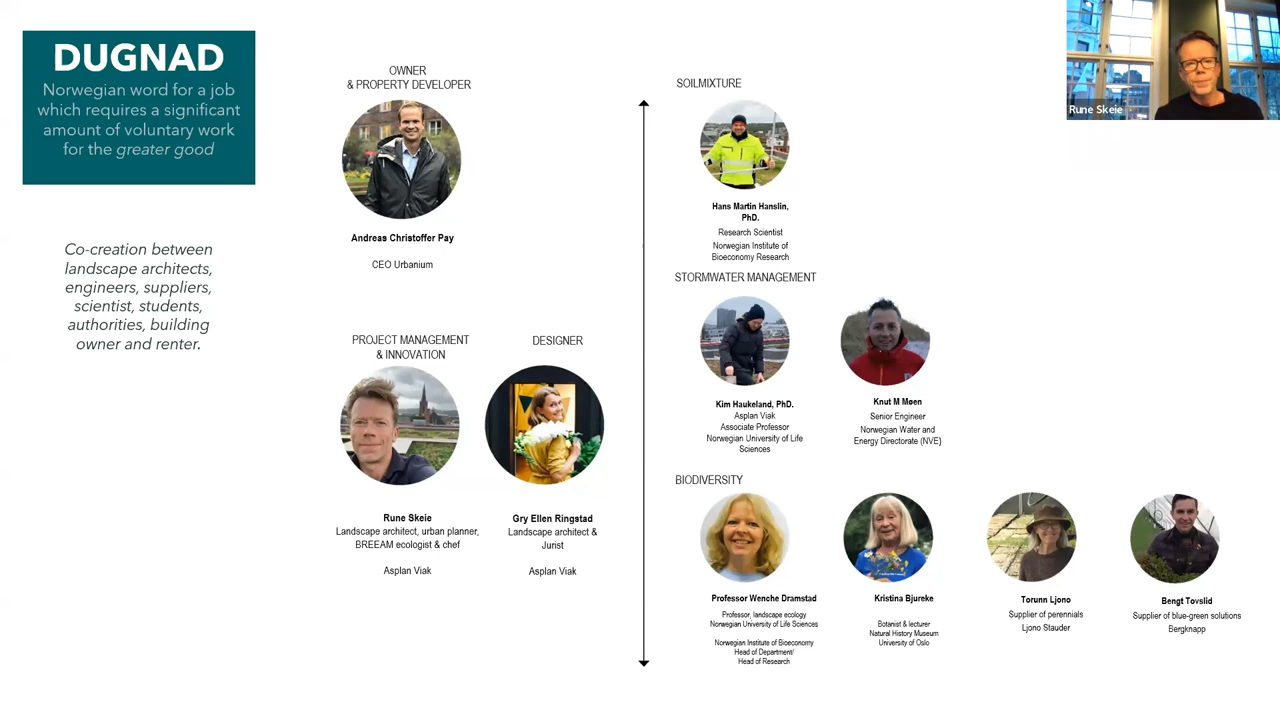 DUGNAD
Norwegian word for a job
which requires a significant
amount of voluntary work
for the greater good
Co-creation between
landscape architects,
engineers, suppliers,
scientist, students,
authorities, building
owner and renter.
OWNER
& PROPERTY DEVELOPER
Andreas Christoffer Pay
CEO Urbanium
PROJECT MANAGEMENT
& INNOVATION
Rune Skeie
Landscape architect, urban planner,
BREEAM ecologist & chef
Asplan Viak
DESIGNER
Gry Ellen Ringstad
Landscape architect &
Jurist
Asplan Viak
SOILMIXTURE
Hans Martin Hanslin,
PhD.
Research Scientist
Norwegian Institute of
Bioeconomy Research
STORMWATER MANAGEMENT
Kim Haukeland, PhD.
Asplan Viak
Associate Professor
Norwegian University of Life
Sciences
Knut M Møen
Senior Engineer
Norwegian Water and
Energy Directorate (NVE)
BIODIVERSITY
Professor Wenche Dramstad
Professor, landscape ecology
Norwegian University of Life Sciences
Norwegian Institute of Bioeconomy
Head of Department/
Head of Research
Kristina Bjureke
Botanist & lecturer
Natural History Museum
University of Oslo
Torunn Ljono
Supplier of perennials
Ljono Stauder
Bengt Tovslid
Supplier of blue-green solutions
Bergknapp
Rune Skeie